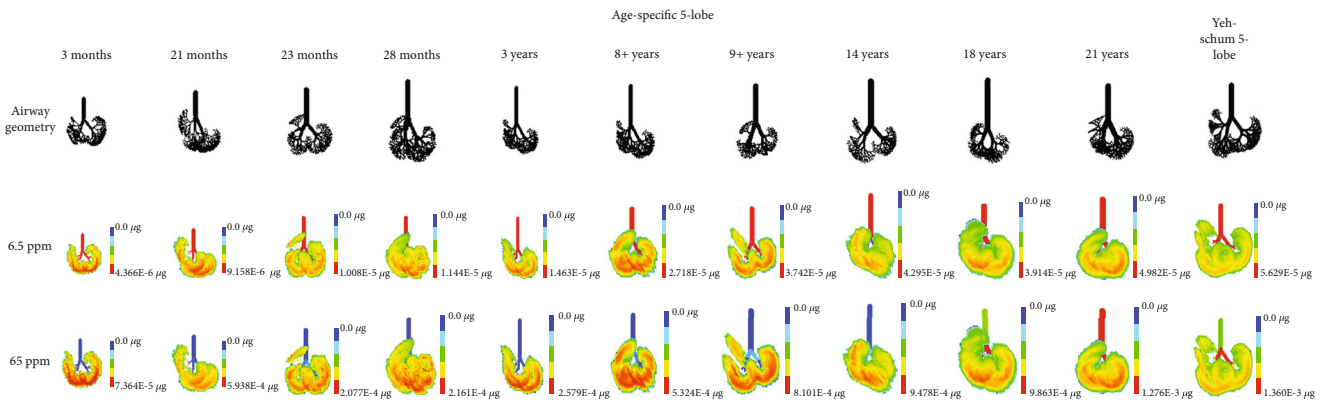 Age-specific 5-lobe
Yeh-
schum 5-
lobe
3 months
21 months
23 months
28 months
3 years
8+ years
9+ years
14 years
18 years
21 years
Airway
geometry
6.5 ppm
0.0 μg
4.366E-6 μg
0.0 μg
9.158E-6 μg
0.0 μg
1.008E-5 μg
0.0 μg
1.144E-5 μg
0.0 μg
1.463E-5 μg
0.0 μg
2.718E-5 μg
0.0 μg
3.742E-5 μg
0.0 μg
4.295E-5 μg
0.0 μg
3.914E-5 μg
0.0 μg
4.982E-5 μg
0.0 μg
5.629E-5 μg
65 ppm
0.0 μg
7.364E-5 μg
0.0 μg
5.938E-4 μg
0.0 μg
2.077E-4 μg
0.0 μg
2.161E-4 μg
0.0 μg
2.579E-4 μg
0.0 μg
5.324E-4 μg
0.0 μg
8.101E-4 μg
0.0 μg
9.478E-4 μg
0.0 μg
9.863E-4 μg
0.0 μg
1.276E-3 μg
0.0 μg
1.360E-3 μg